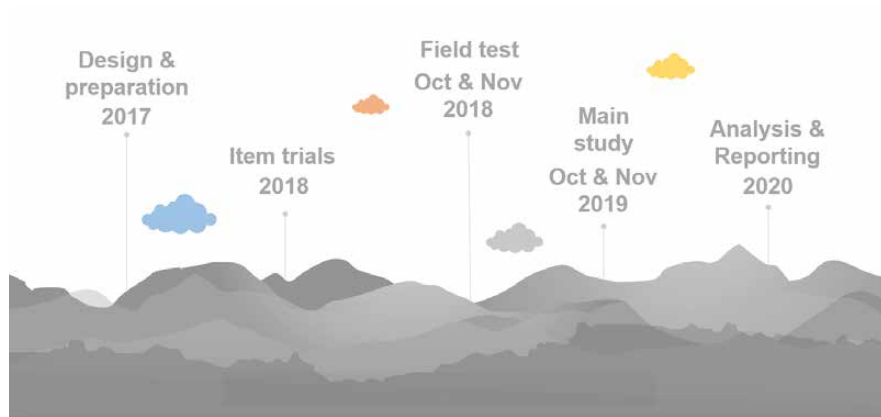 Design &
preparation
2017
Item trials
2018
Field test
Oct & Nov
2018
Main
study
Oct & Nov
2019
Analysis &
Reporting
2020